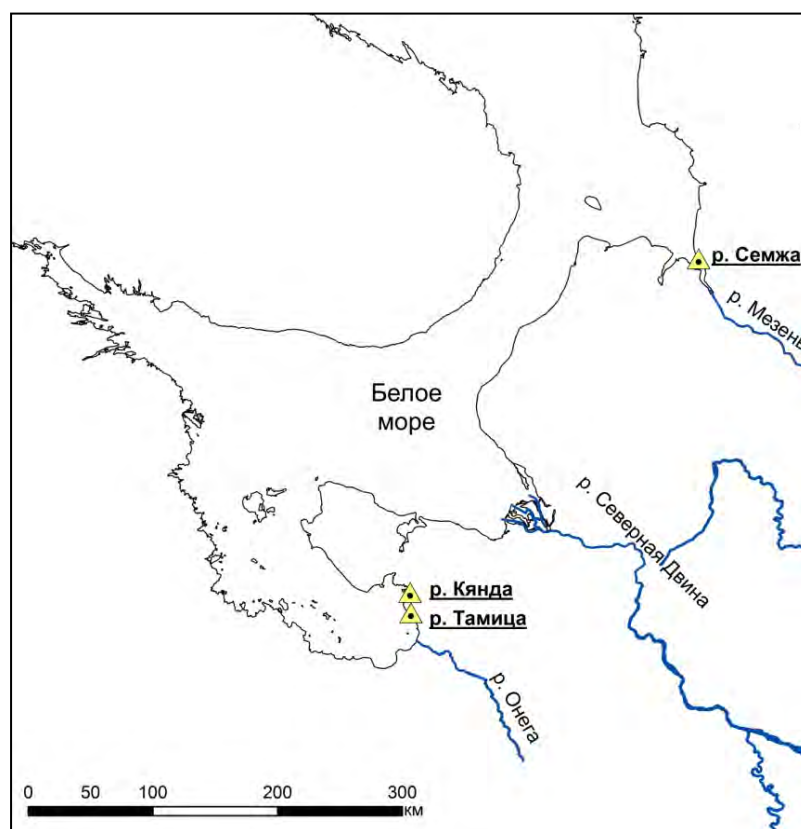 р. Семжа
р. Мезень
Белое
море
р. Северная Двина
р. Кянда
р. Тамица
р. Онега
0 50 100 200 300
км